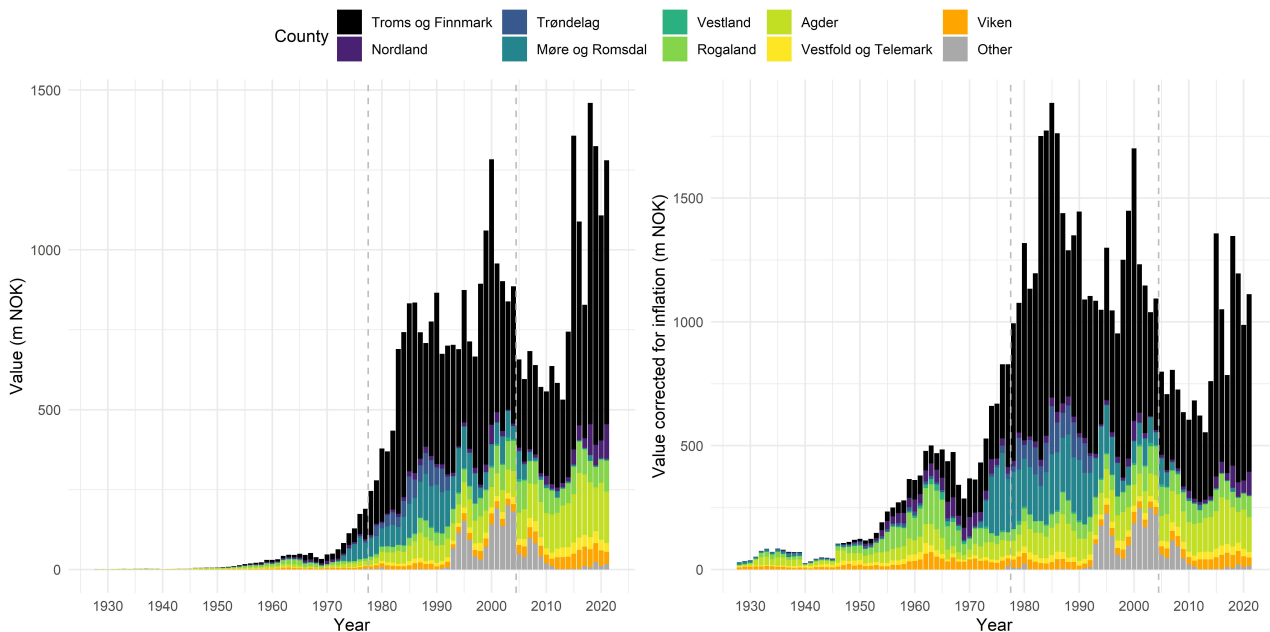 County
Troms og Finnmark Trøndelag Vestland Agder Viken
Nordland Møre og Romsdal Rogaland Vestfold og Telemark Other
Value (m NOK)
1500
1000
500
0
1930 1940 1950 1960 1970 1980 1990 2000 2010 2020
Year
Value corrected for inflation (m NOK)
1500
1000
500
0
1930 1940 1950 1960 1970 1980 1990 2000 2010 2020
Year